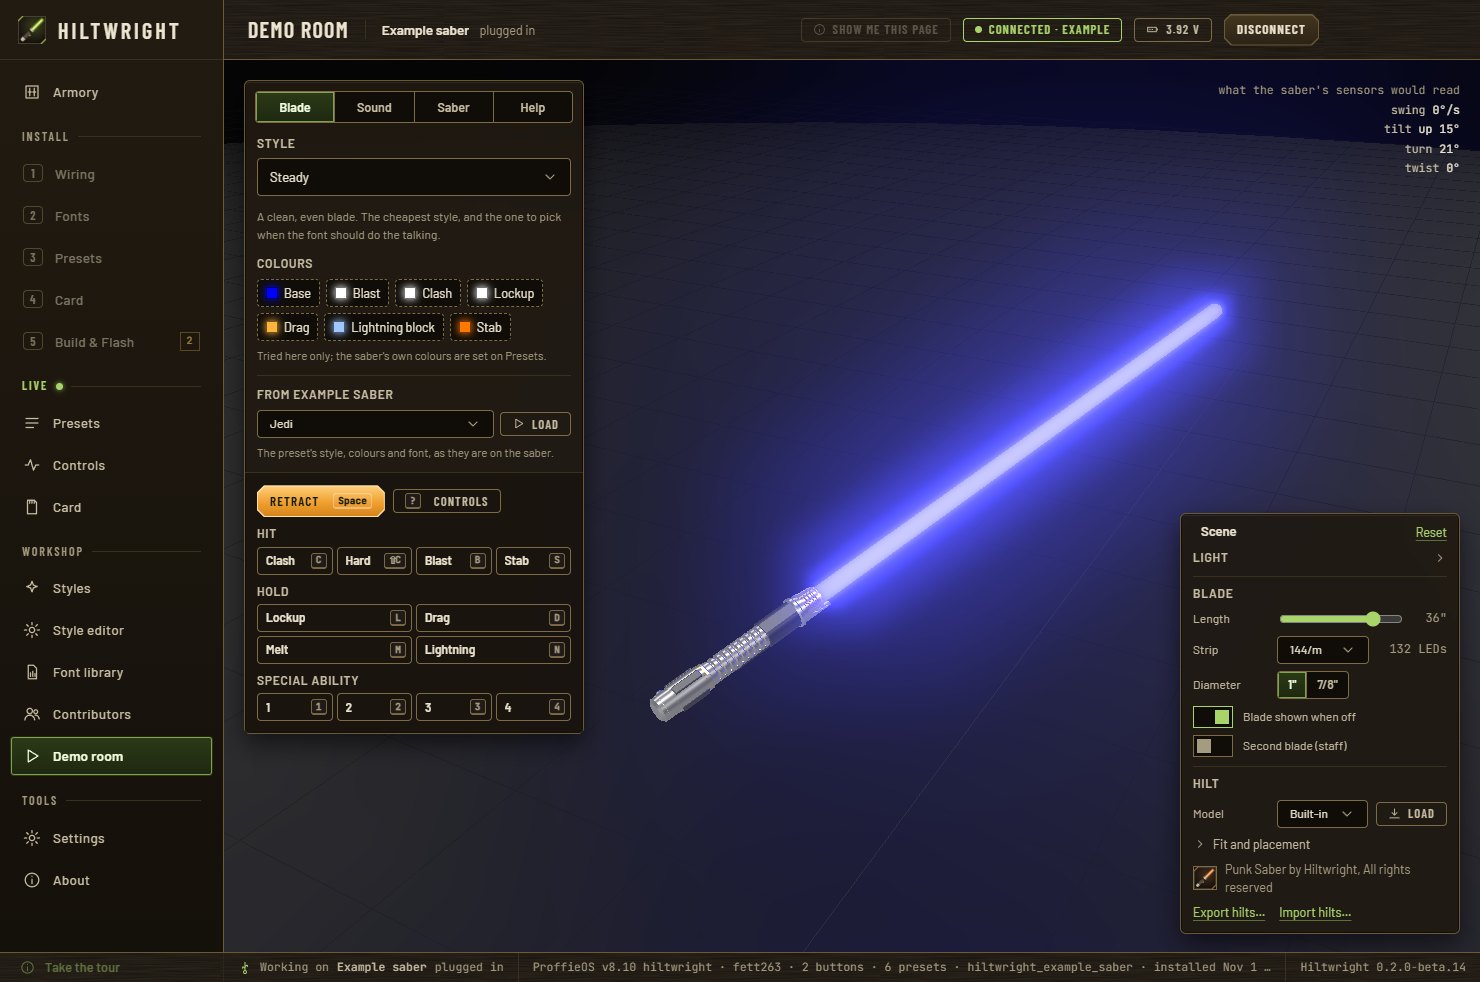 HILTWRIGHT
DEMO ROOM
Example saber plugged in
SHOW ME THIS PAGE
CONNECTED · EXAMPLE
3.92 V
DISCONNECT
Armory
INSTALL
1 Wiring
2 Fonts
3 Presets
4 Card
5 Build & Flash 2
LIVE
Presets
Controls
Card
WORKSHOP
Styles
Style editor
Font library
Contributors
Demo room
TOOLS
Settings
About
Take the tour
Blade Sound Saber Help
STYLE
Steady
A clean, even blade. The cheapest style, and the one to pick
when the font should do the talking.
COLOURS
Base Blast Clash Lockup
Drag Lightning block Stab
Tried here only; the saber's own colours are set on Presets.
FROM EXAMPLE SABER
Jedi LOAD
The preset's style, colours and font, as they are on the saber.
RETRACT Space ? CONTROLS
HIT
Clash C Hard ⇧C Blast B Stab S
HOLD
Lockup L Drag D
Melt M Lightning N
SPECIAL ABILITY
1 1 2 2 3 3 4 4
what the saber's sensors would read
swing 0°/s
tilt up 15°
turn 21°
twist 0°
Scene Reset
LIGHT
BLADE
Length 36"
Strip 144/m 132 LEDs
Diameter 1" 7/8"
Blade shown when off
Second blade (staff)
HILT
Model Built-in LOAD
Fit and placement
Punk Saber by Hiltwright, All rights
reserved
Export hilts… Import hilts…
Working on Example saber plugged in
ProffieOS v8.10 hiltwright · fett263 · 2 buttons · 6 presets · hiltwright_example_saber · installed Nov 1 …
Hiltwright 0.2.0-beta.14